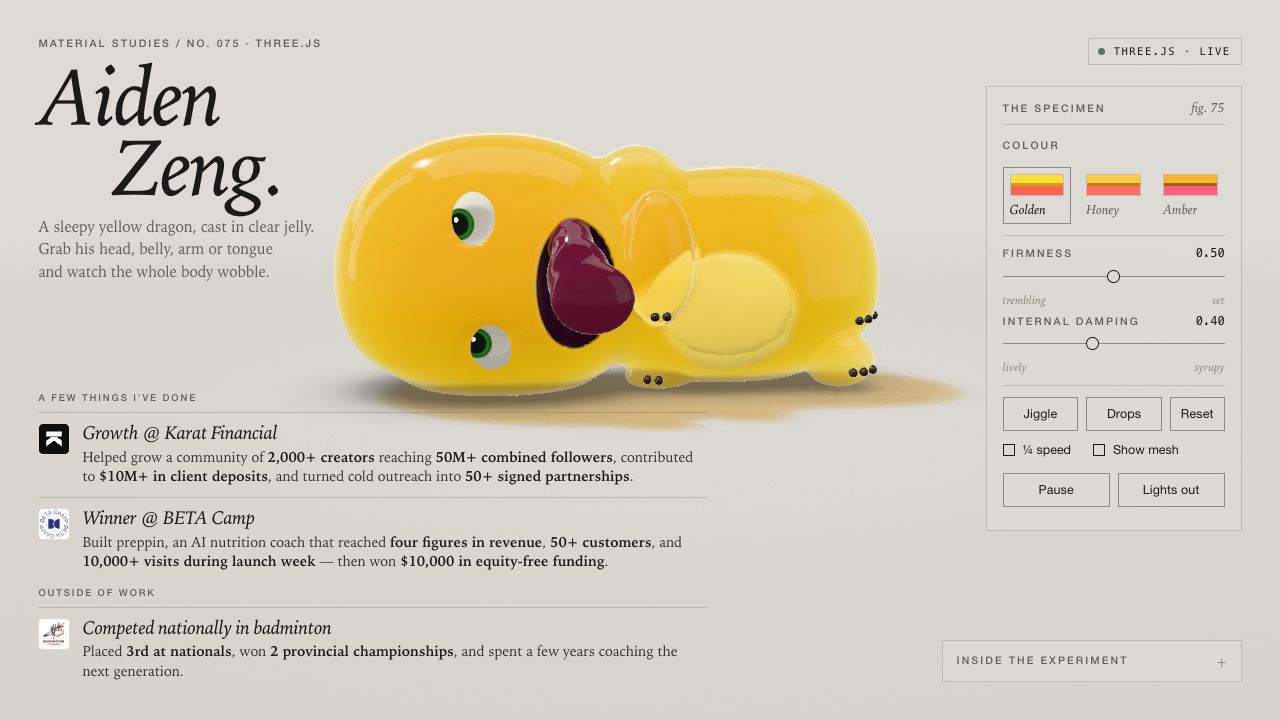 MATERIAL STUDIES / NO. 075 · THREE.JS
Aiden
Zeng.
A sleepy yellow dragon, cast in clear jelly.
Grab his head, belly, arm or tongue
and watch the whole body wobble.
THREE.JS · LIVE
THE SPECIMEN fig. 75
COLOUR
Golden Honey Amber
FIRMNESS 0.50
trembling set
INTERNAL DAMPING 0.40
lively syrupy
Jiggle Drops Reset
¼ speed Show mesh
Pause Lights out
A FEW THINGS I'VE DONE
Growth @ Karat Financial
Helped grow a community of 2,000+ creators reaching 50M+ combined followers, contributed
to $10M+ in client deposits, and turned cold outreach into 50+ signed partnerships.
Winner @ BETA Camp
Built preppin, an AI nutrition coach that reached four figures in revenue, 50+ customers, and
10,000+ visits during launch week — then won $10,000 in equity-free funding.
OUTSIDE OF WORK
Competed nationally in badminton
Placed 3rd at nationals, won 2 provincial championships, and spent a few years coaching the
next generation.
INSIDE THE EXPERIMENT +